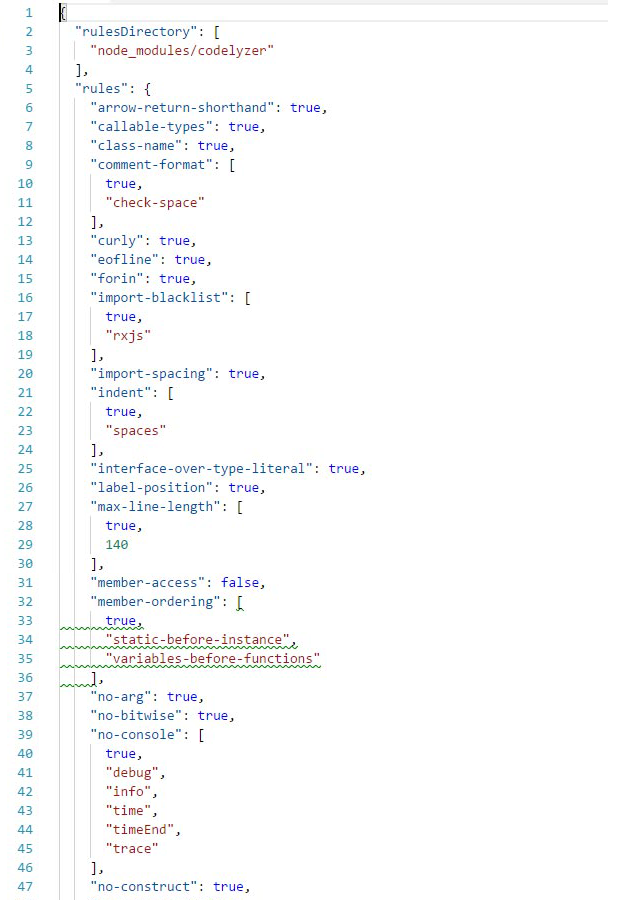 1 {
2 "rulesDirectory": [
3 "node_modules/codelyzer"
4 ],
5 "rules": {
6 "arrow-return-shorthand": true,
7 "callable-types": true,
8 "class-name": true,
9 "comment-format": [
10 true,
11 "check-space"
12 ],
13 "curly": true,
14 "eofline": true,
15 "forin": true,
16 "import-blacklist": [
17 true,
18 "rxjs"
19 ],
20 "import-spacing": true,
21 "indent": [
22 true,
23 "spaces"
24 ],
25 "interface-over-type-literal": true,
26 "label-position": true,
27 "max-line-length": [
28 true,
29 140
30 ],
31 "member-access": false,
32 "member-ordering": [
33 true,
34 "static-before-instance",
35 "variables-before-functions"
36 ],
37 "no-arg": true,
38 "no-bitwise": true,
39 "no-console": [
40 true,
41 "debug",
42 "info",
43 "time",
44 "timeEnd",
45 "trace"
46 ],
47 "no-construct": true,